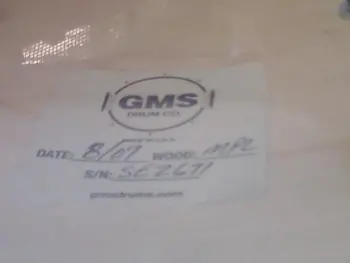 GMS
DRUM CO.
DATE: 8/07 WOOD: MPL
S/N: SE2671
gmsdrums.com